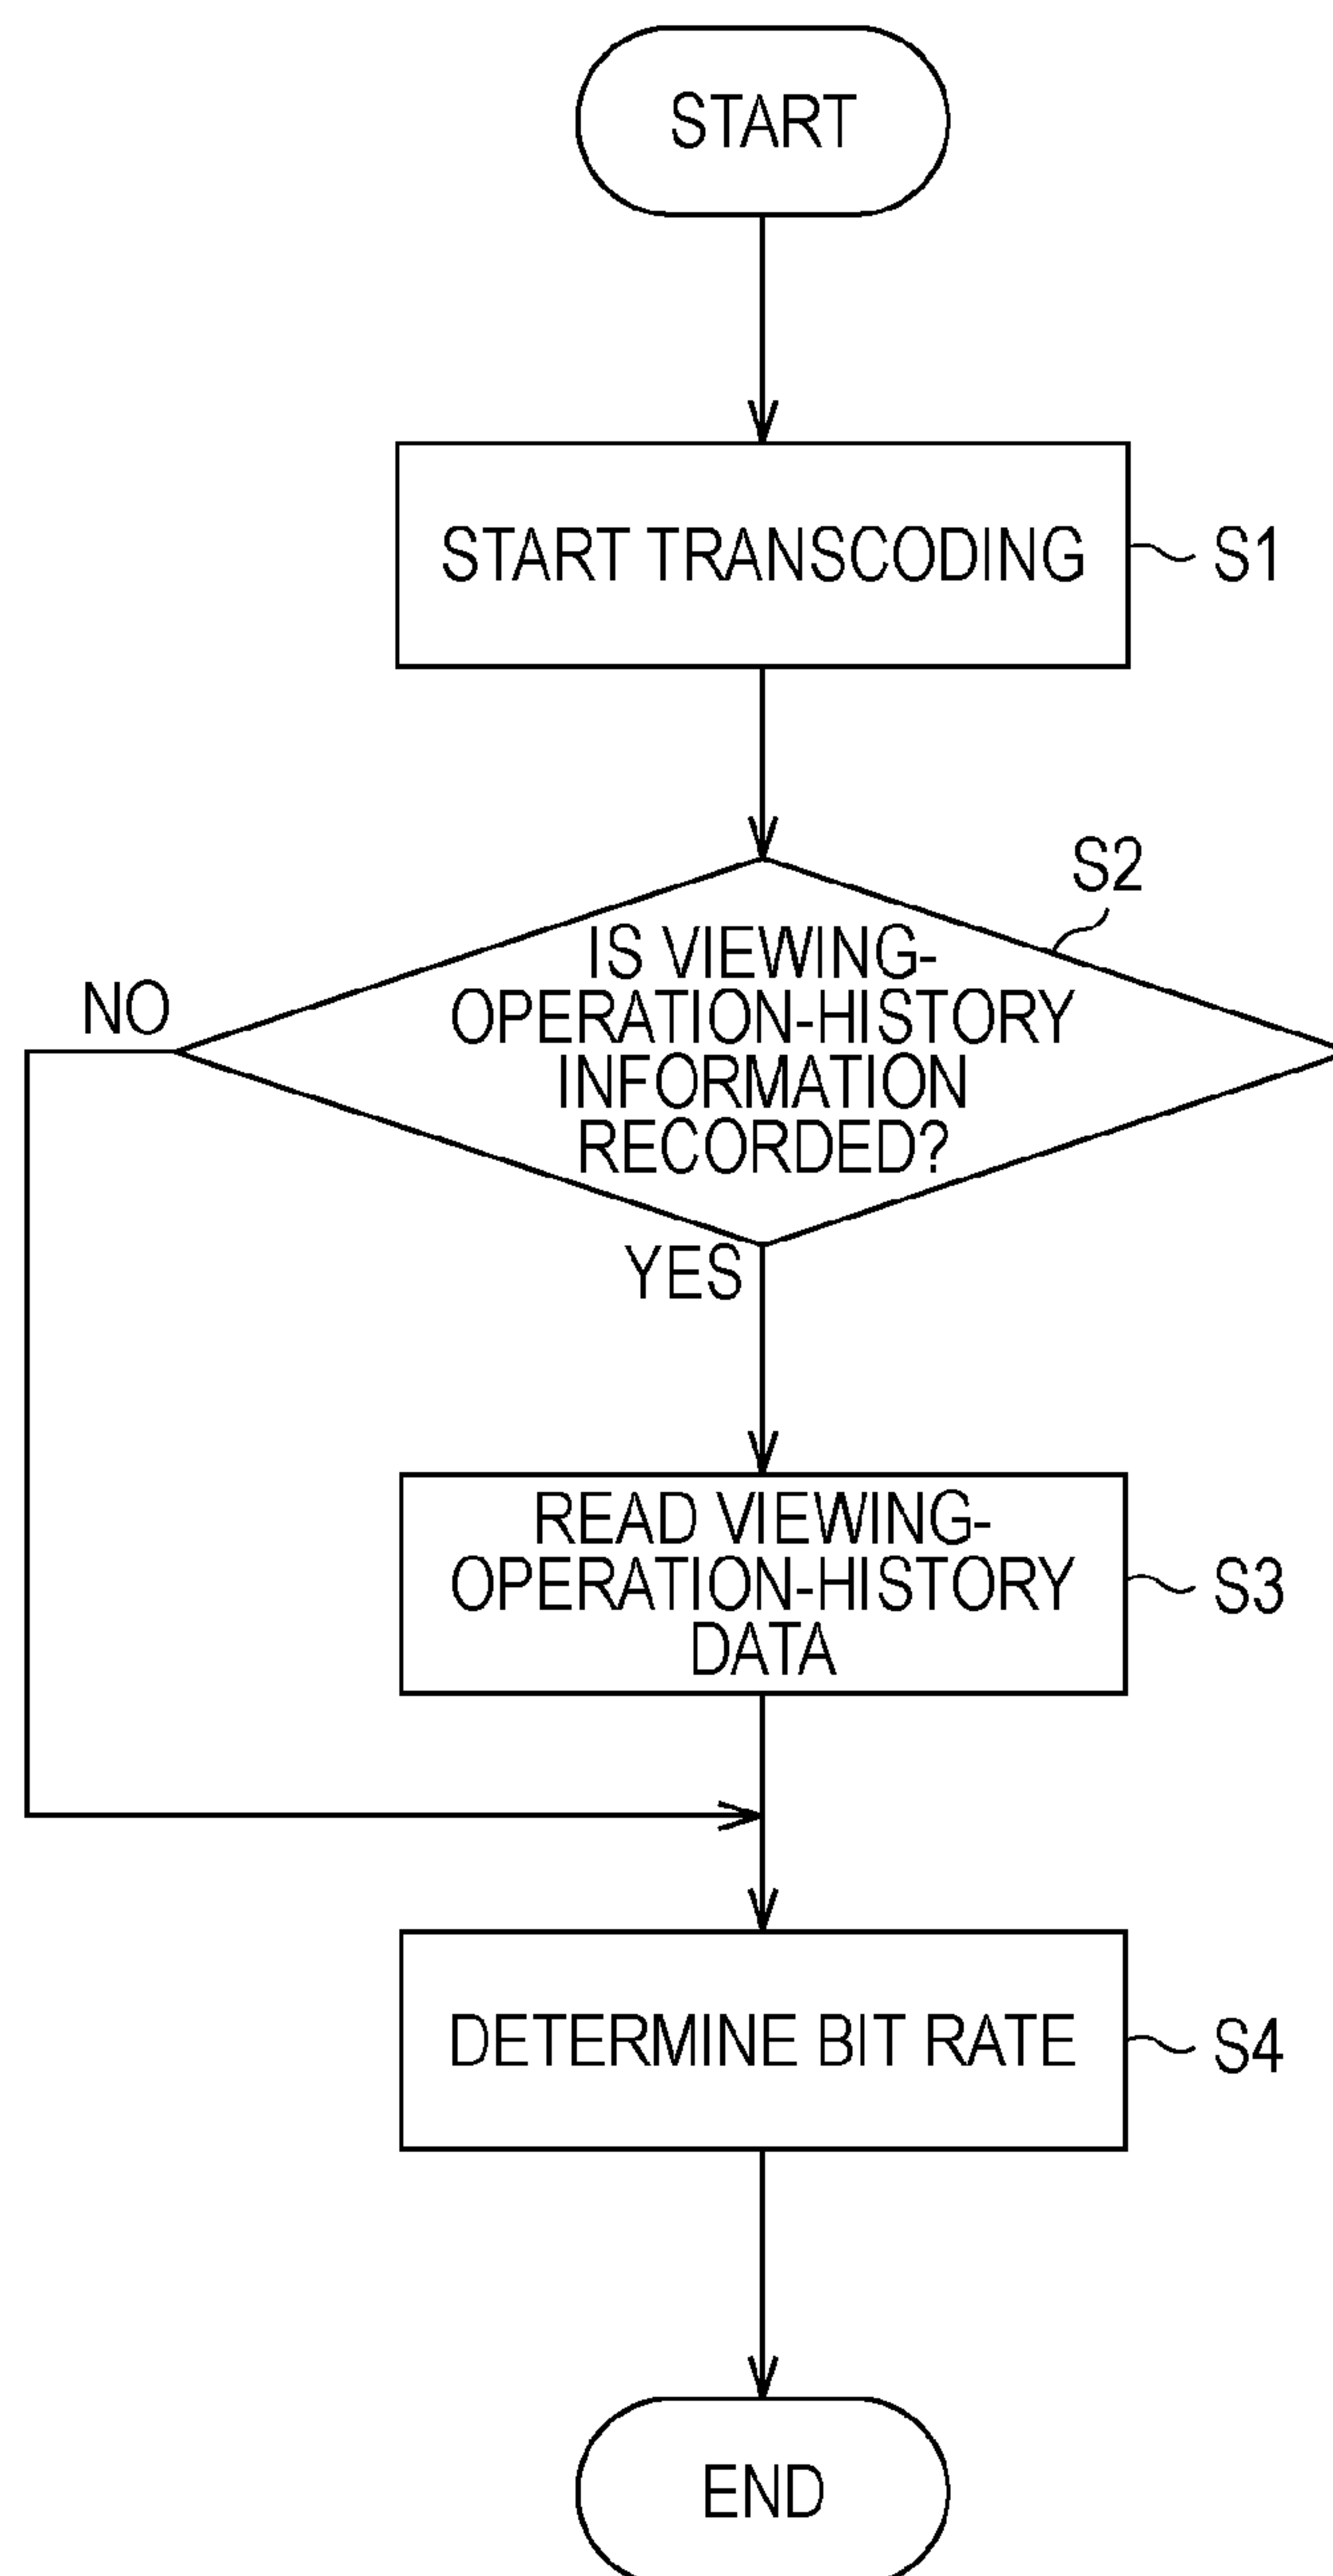 START
START TRANSCODING
S1
S2
IS VIEWING-
OPERATION-HISTORY
INFORMATION
RECORDED?
NO
YES
READ VIEWING-
OPERATION-HISTORY
DATA
S3
DETERMINE BIT RATE
S4
END